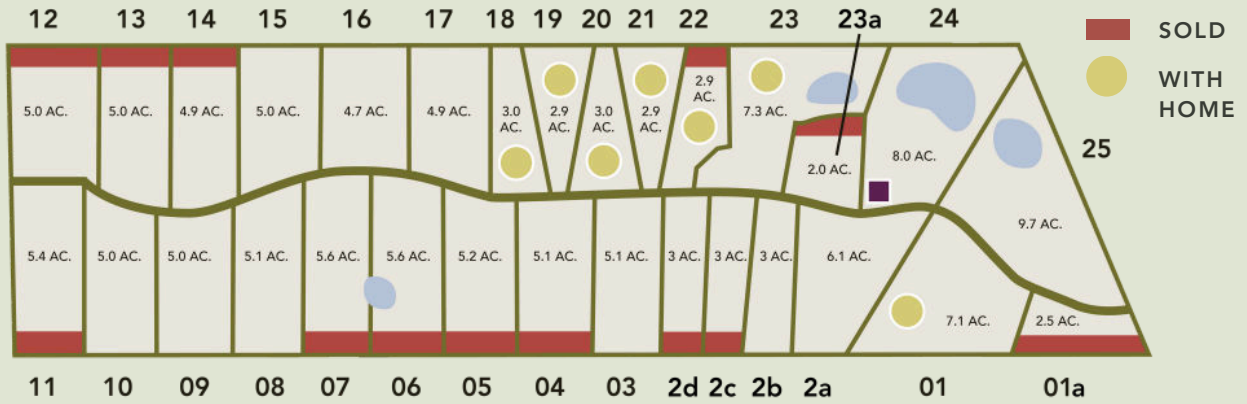 12 13 14 15 16 17 18 19 20 21 22 23 23a 24
SOLD
WITH
HOME
5.0 AC. 5.0 AC. 4.9 AC. 5.0 AC. 4.7 AC. 4.9 AC.
3.0
AC.
2.9
AC.
3.0
AC.
2.9
AC.
2.9
AC.
7.3 AC.
2.0 AC.
8.0 AC.
25
9.7 AC.
5.4 AC. 5.0 AC. 5.0 AC. 5.1 AC. 5.6 AC. 5.6 AC. 5.2 AC. 5.1 AC. 5.1 AC. 3 AC. 3 AC. 3 AC. 6.1 AC.
7.1 AC. 2.5 AC.
11 10 09 08 07 06 05 04 03 2d 2c 2b 2a 01 01a